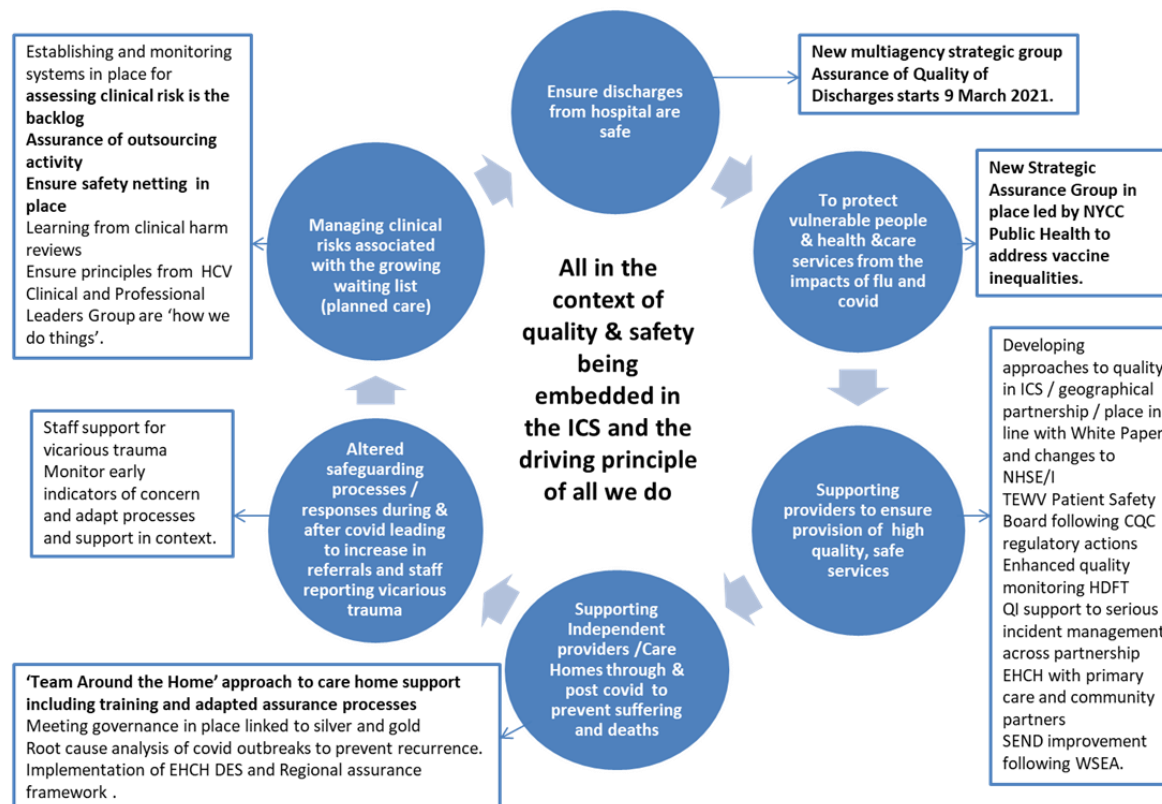 Ensure discharges
from hospital are
safe
New multiagency strategic group
Assurance of Quality of
Discharges starts 9 March 2021.
To protect
vulnerable people
& health &care
services from the
impacts of flu and
covid
New Strategic
Assurance Group in
place led by NYCC
Public Health to
address vaccine
inequalities.
Supporting
providers to ensure
provision of high
quality, safe
services
Developing
approaches to quality
in ICS / geographical
partnership / place in
line with White Paper
and changes to
NHSE/I
TEWV Patient Safety
Board following CQC
regulatory actions
Enhanced quality
monitoring HDFT
QI support to serious
incident management
across partnership
EHCH with primary
care and community
partners
SEND improvement
following WSEA.
Supporting
Independent
providers /Care
Homes through &
post covid to
prevent suffering
and deaths
‘Team Around the Home’ approach to care home support
including training and adapted assurance processes
Meeting governance in place linked to silver and gold
Root cause analysis of covid outbreaks to prevent recurrence.
Implementation of EHCH DES and Regional assurance
framework .
Altered
safeguarding
processes /
responses during &
after covid leading
to increase in
referrals and staff
reporting vicarious
trauma
Staff support for
vicarious trauma
Monitor early
indicators of concern
and adapt processes
and support in context.
Managing clinical
risks associated
with the growing
waiting list
(planned care)
Establishing and monitoring
systems in place for
assessing clinical risk is the
backlog
Assurance of outsourcing
activity
Ensure safety netting in
place
Learning from clinical harm
reviews
Ensure principles from HCV
Clinical and Professional
Leaders Group are ‘how we
do things’.
All in the
context of
quality & safety
being
embedded in
the ICS and the
driving principle
of all we do